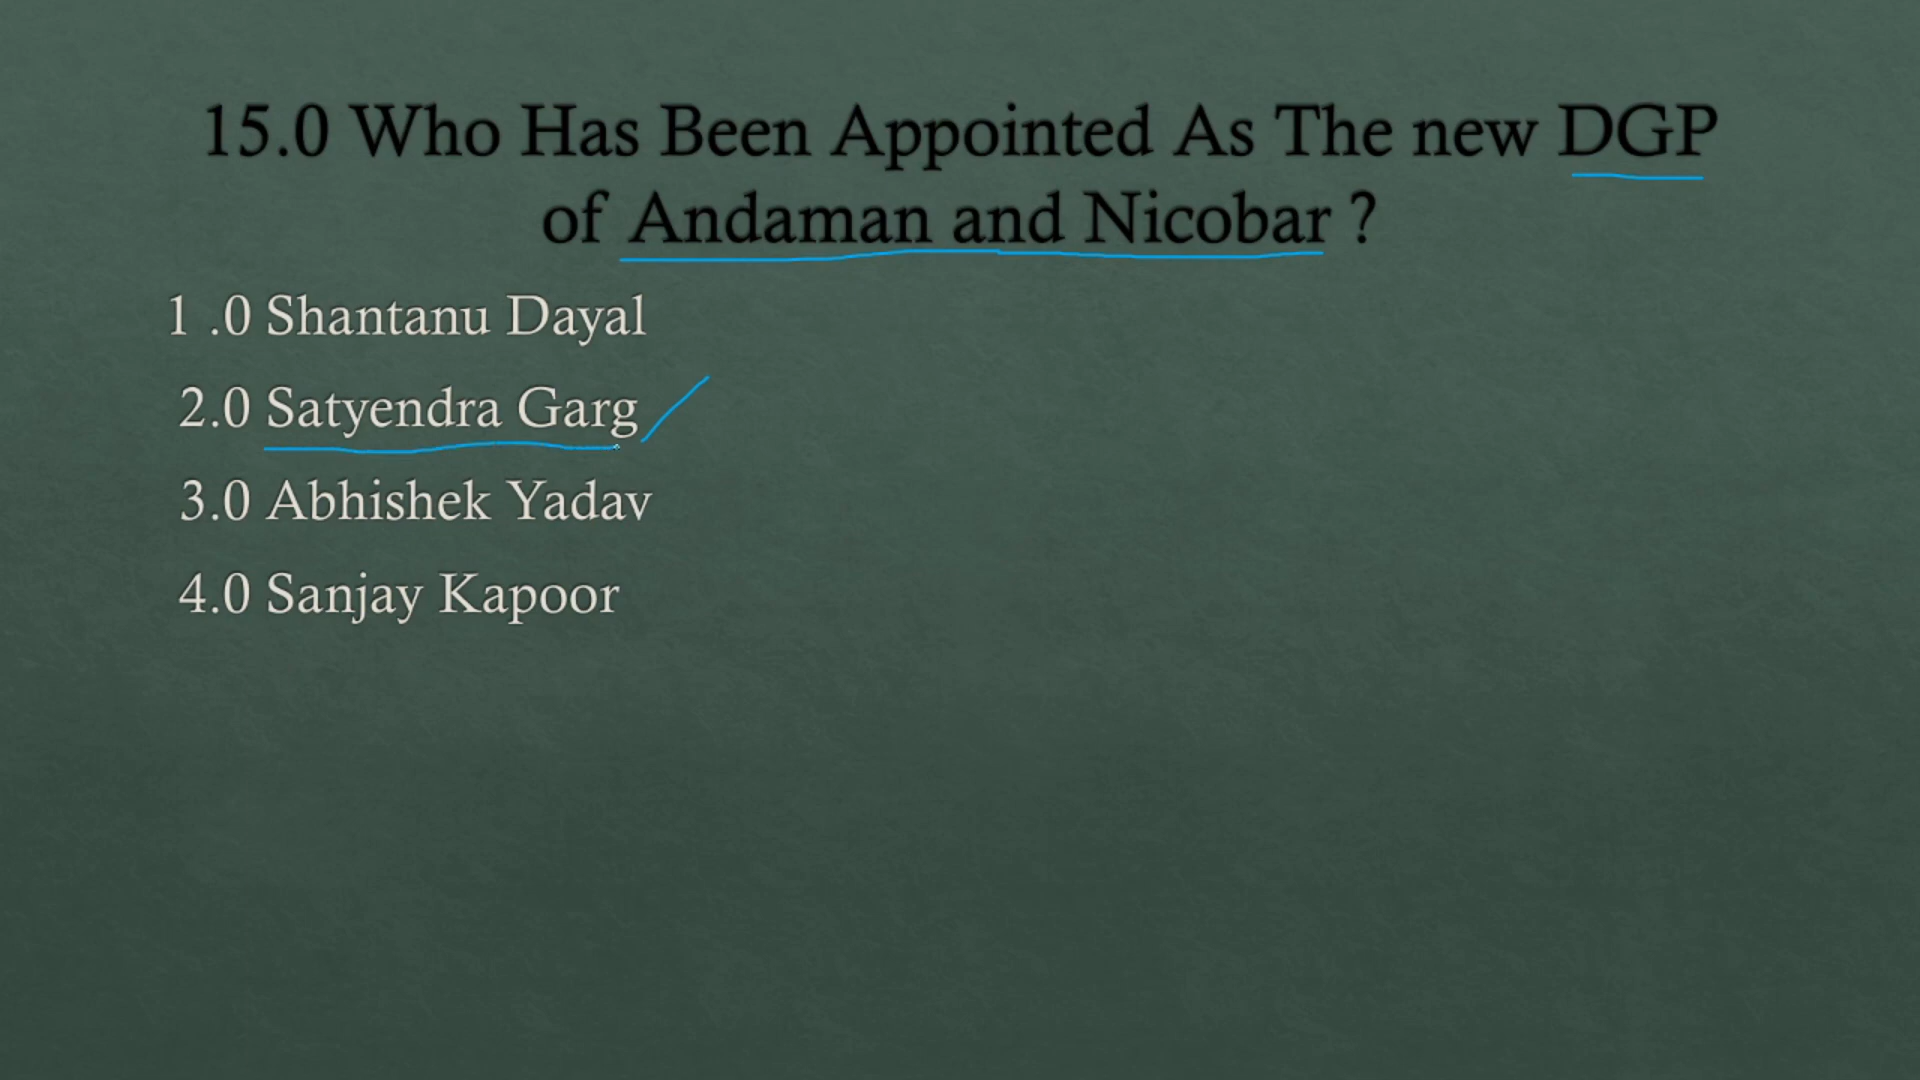 15.0 Who Has Been Appointed As The new DGP
of Andaman and Nicobar ?
1 .0 Shantanu Dayal
2.0 Satyendra Garg
3.0 Abhishek Yadav
4.0 Sanjay Kapoor